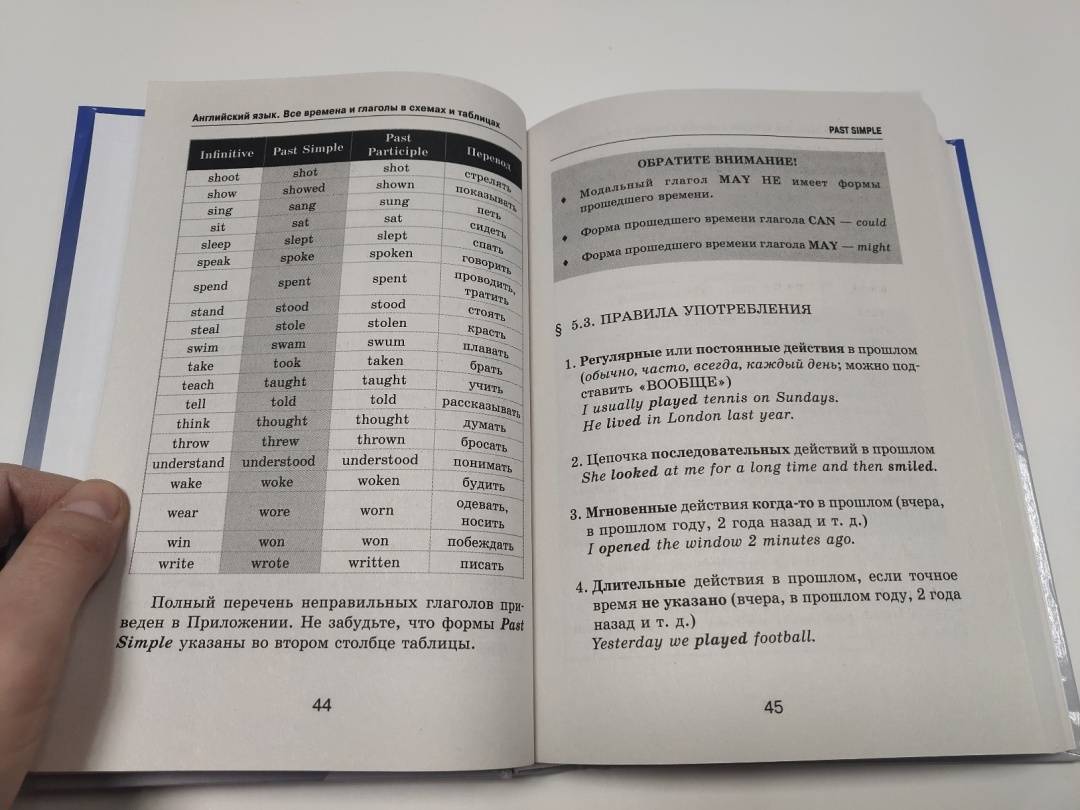 Английский язык. Все времена и глаголы в схемах и таблицах
Infinitive Past Simple Past Participle Перевод
shoot shot shot стрелять
show showed shown показывать
sing sang sung петь
sit sat sat сидеть
sleep slept slept спать
speak spoke spoken говорить
spend spent spent проводить, тратить
stand stood stood стоять
steal stole stolen красть
swim swam swum плавать
take took taken брать
teach taught taught учить
tell told told рассказывать
think thought thought думать
throw threw thrown бросать
understand understood understood понимать
wake woke woken будить
wear wore worn одевать, носить
win won won побеждать
write wrote written писать
Полный перечень неправильных глаголов при-
веден в Приложении. Не забудьте, что формы Past
Simple указаны во втором столбце таблицы.
44
PAST SIMPLE
ОБРАТИТЕ ВНИМАНИЕ!
♦ Модальный глагол MAY НЕ имеет формы
прошедшего времени.
♦ Форма прошедшего времени глагола CAN — could
♦ Форма прошедшего времени глагола MAY — might
§ 5.3. ПРАВИЛА УПОТРЕБЛЕНИЯ
1. Регулярные или постоянные действия в прошлом
(обычно, часто, всегда, каждый день; можно под-
ставить «ВООБЩЕ»)
I usually played tennis on Sundays.
He lived in London last year.
2. Цепочка последовательных действий в прошлом
She looked at me for a long time and then smiled.
3. Мгновенные действия когда-то в прошлом (вчера,
в прошлом году, 2 года назад и т. д.)
I opened the window 2 minutes ago.
4. Длительные действия в прошлом, если точное
время не указано (вчера, в прошлом году, 2 года
назад и т. д.)
Yesterday we played football.
45